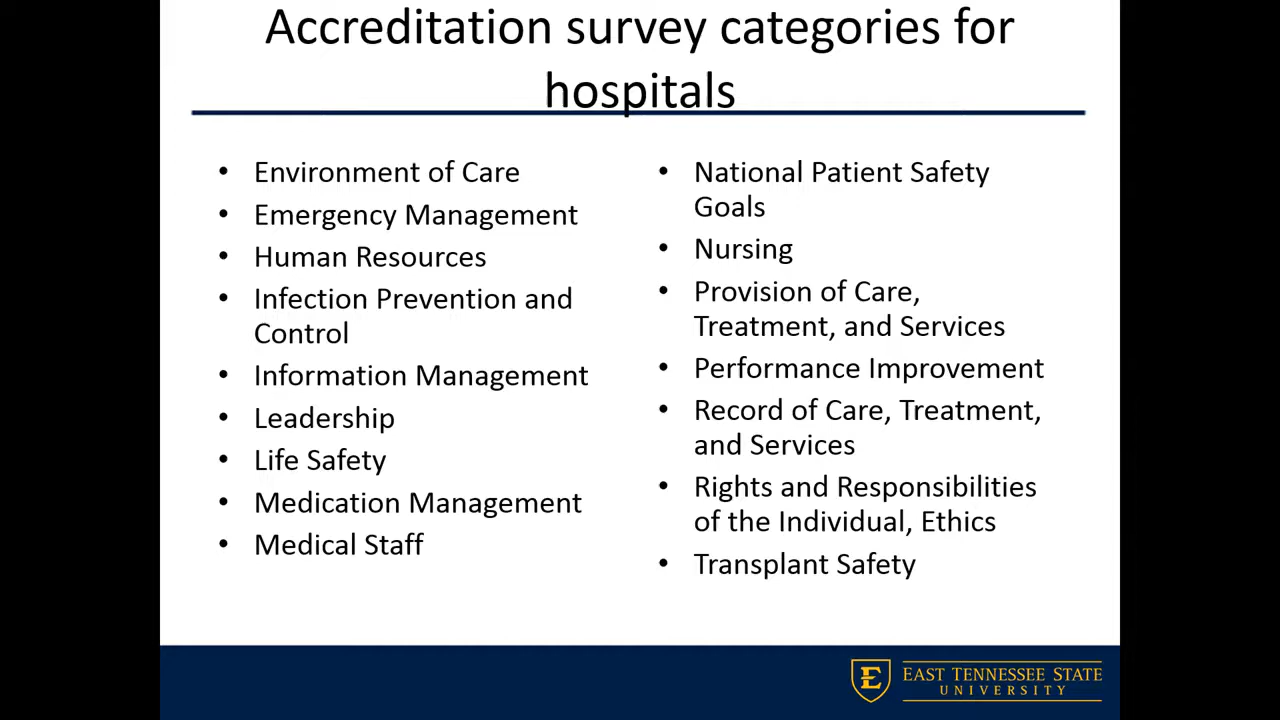 Accreditation survey categories for
hospitals
• Environment of Care
• Emergency Management
• Human Resources
• Infection Prevention and
Control
• Information Management
• Leadership
• Life Safety
• Medication Management
• Medical Staff
• National Patient Safety
Goals
• Nursing
• Provision of Care,
Treatment, and Services
• Performance Improvement
• Record of Care, Treatment,
and Services
• Rights and Responsibilities
of the Individual, Ethics
• Transplant Safety
E
EAST TENNESSEE STATE
UNIVERSITY